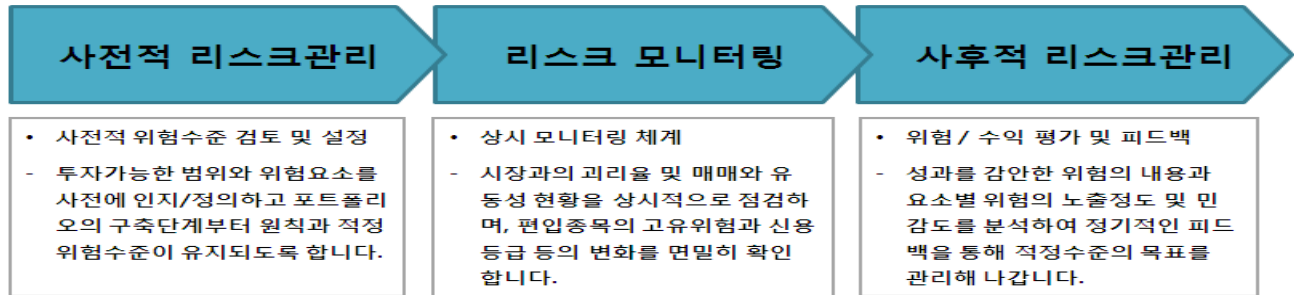 사전적 리스크관리
리스크 모니터링
사후적 리스크관리
• 사전적 위험수준 검토 및 설정
- 투자가능한 범위와 위험요소를
사전에 인지/정의하고 포트폴리
오의 구축단계부터 원칙과 적정
위험수준이 유지되도록 합니다.
• 상시 모니터링 체계
- 시장과의 괴리율 및 매매와 유
동성 현황을 상시적으로 점검하
며, 편입종목의 고유위험과 신용
등급 등의 변화를 면밀히 확인
합니다.
• 위험 / 수익 평가 및 피드백
- 성과를 감안한 위험의 내용과
요소별 위험의 노출정도 및 민
감도를 분석하여 정기적인 피드
백을 통해 적정수준의 목표를
관리해 나갑니다.